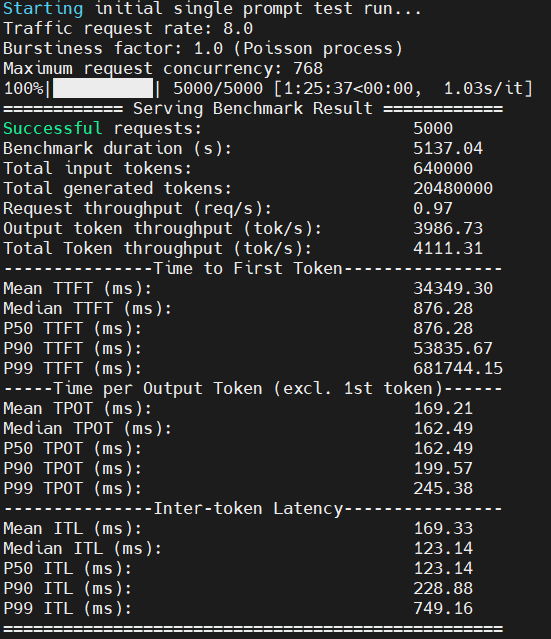 Starting initial single prompt test run...
Traffic request rate: 8.0
Burstiness factor: 1.0 (Poisson process)
Maximum request concurrency: 768
100%|██████████| 5000/5000 [1:25:37<00:00,  1.03s/it]
============ Serving Benchmark Result ============
Successful requests:                     5000
Benchmark duration (s):                  5137.04
Total input tokens:                      640000
Total generated tokens:                  20480000
Request throughput (req/s):              0.97
Output token throughput (tok/s):         3986.73
Total Token throughput (tok/s):          4111.31
---------------Time to First Token----------------
Mean TTFT (ms):                          34349.30
Median TTFT (ms):                        876.28
P50 TTFT (ms):                           876.28
P90 TTFT (ms):                           53835.67
P99 TTFT (ms):                           681744.15
-----Time per Output Token (excl. 1st token)------
Mean TPOT (ms):                          169.21
Median TPOT (ms):                        162.49
P50 TPOT (ms):                           162.49
P90 TPOT (ms):                           199.57
P99 TPOT (ms):                           245.38
---------------Inter-token Latency----------------
Mean ITL (ms):                           169.33
Median ITL (ms):                         123.14
P50 ITL (ms):                            123.14
P90 ITL (ms):                            228.88
P99 ITL (ms):                            749.16
==================================================